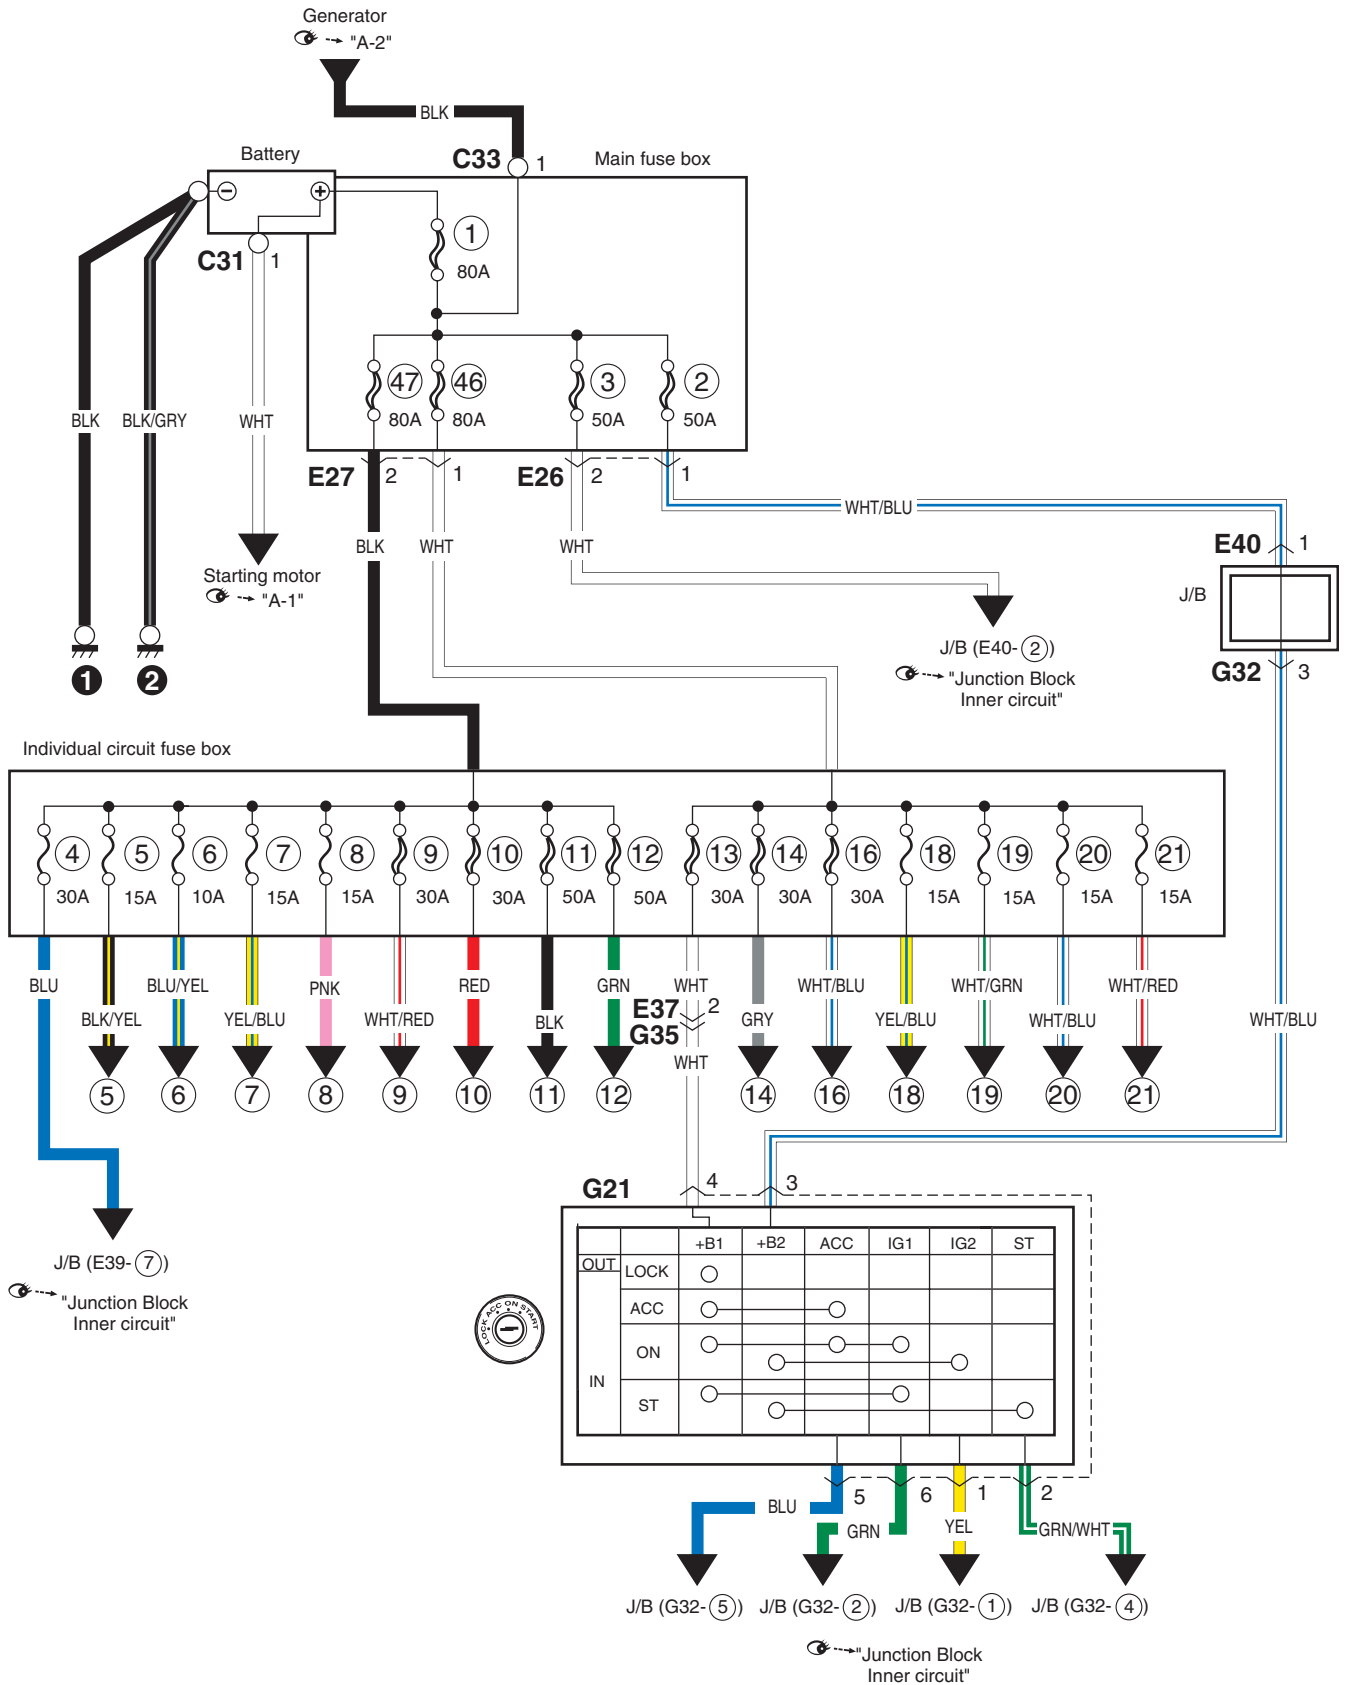 Generator
"A-2"
BLK
Battery
C33 1
Main fuse box
1
80A
C31 1
47 46 3 2
80A 80A 50A 50A
BLK BLK/GRY WHT
E27 2 1 E26 2 1
WHT/BLU
BLK WHT WHT
E40 1
Starting motor
"A-1"
J/B
J/B (E40- 2)
"Junction Block
Inner circuit"
G32 3
1 2
Individual circuit fuse box
4 5 6 7 8 9 10 11 12 13 14 16 18 19 20 21
30A 15A 10A 15A 15A 30A 30A 50A 50A 30A 30A 30A 15A 15A 15A 15A
BLU BLU/YEL PNK RED GRN WHT WHT/BLU WHT/GRN WHT/RED
E37 2
BLK/YEL YEL/BLU WHT/RED BLK GRY YEL/BLU WHT/BLU WHT/BLU
G35
WHT
5 6 7 8 9 10 11 12 14 16 18 19 20 21
G21 4 3
J/B (E39- 7)
"Junction Block
Inner circuit"
+B1 +B2 ACC IG1 IG2 ST
OUT LOCK
ACC
LOCK ACC ON START
ON
IN
ST
5 6 1 2
BLU GRN YEL GRN/WHT
J/B (G32- 5) J/B (G32- 2) J/B (G32- 1) J/B (G32- 4)
"Junction Block
Inner circuit"